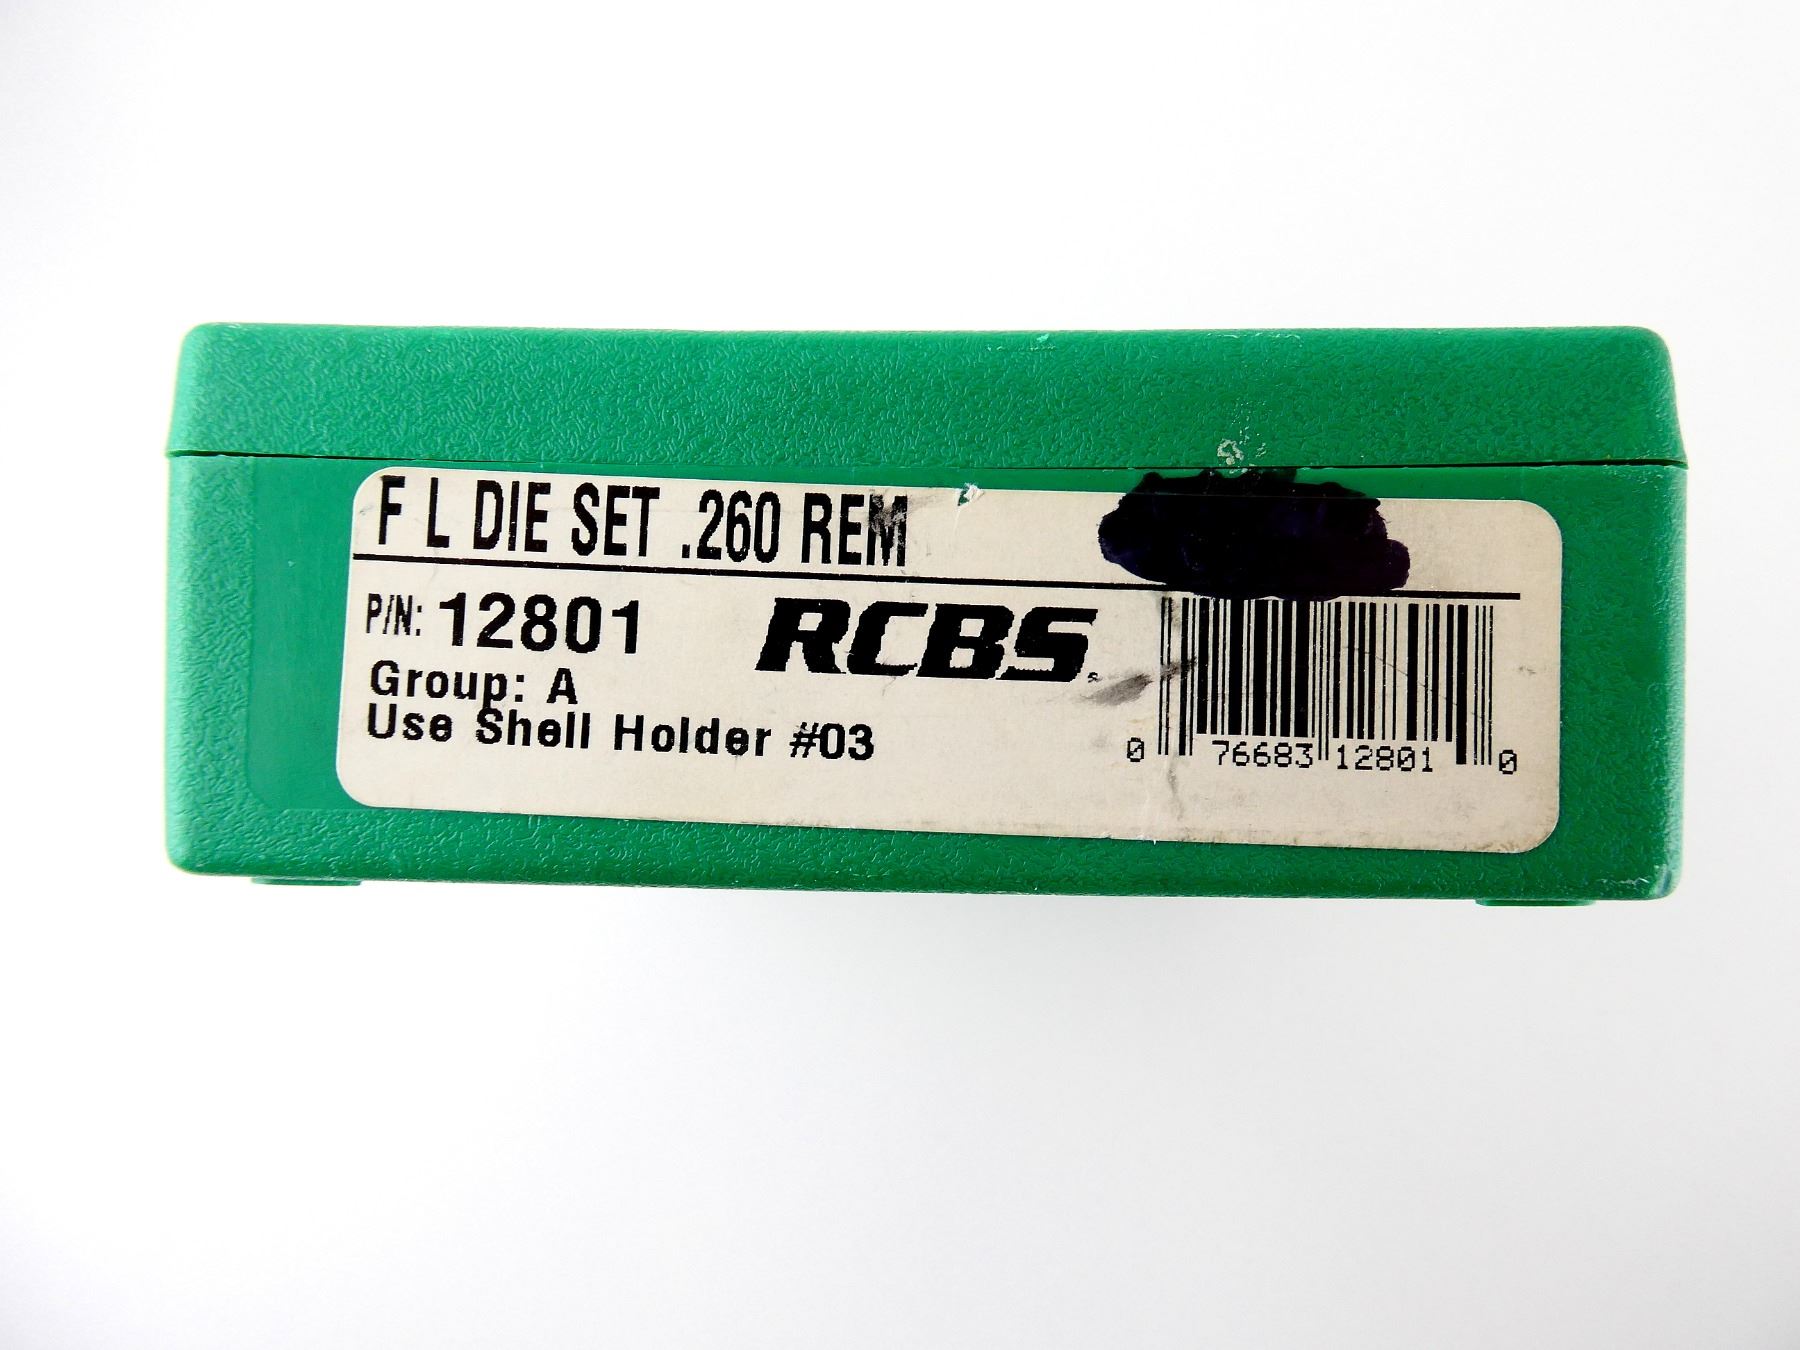 F L DIE SET .260 REM
P/N: 12801
RCBS
Group: A
Use Shell Holder #03
0 76683 12801 0